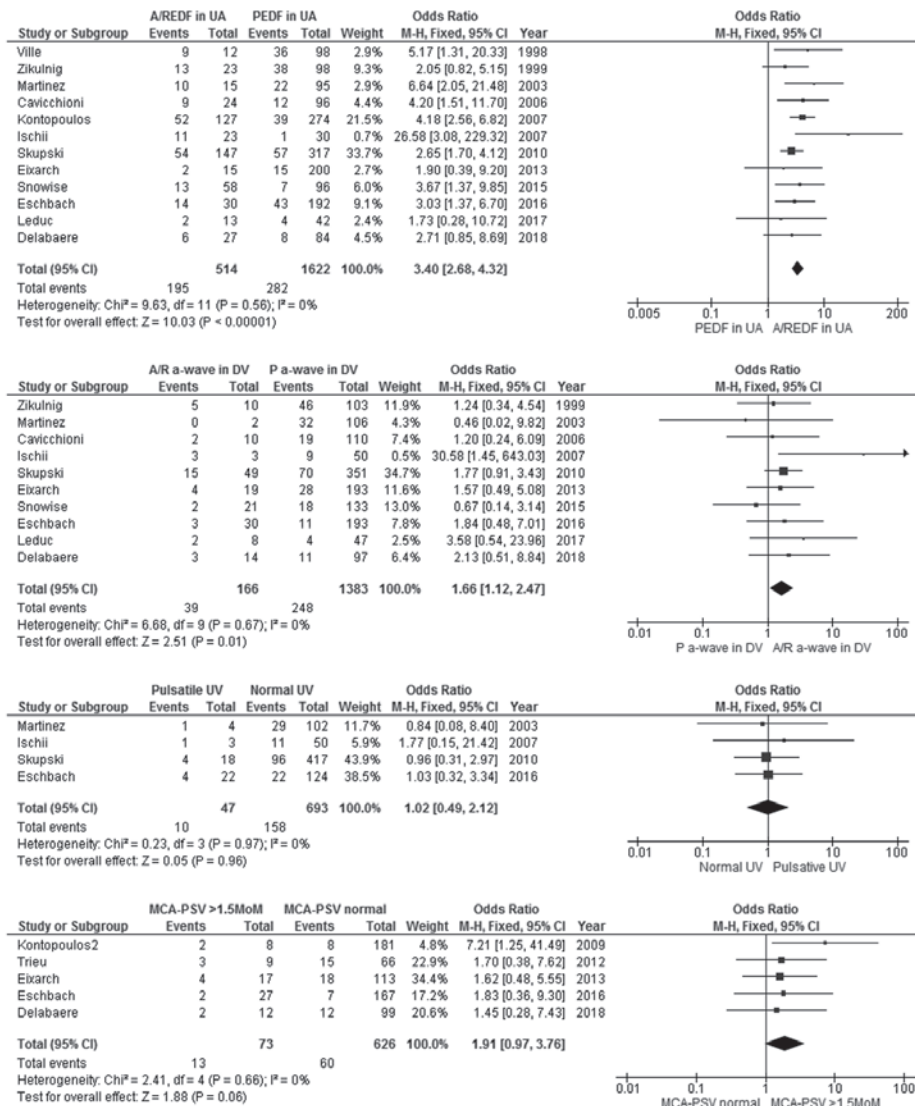 A/REDF in UA PEDF in UA Odds Ratio Odds Ratio
Study or Subgroup Events Total Events Total Weight M-H, Fixed, 95% CI Year M-H, Fixed, 95% CI
Ville 9 12 36 98 2.9% 5.17 [1.31, 20.33] 1998
Zikulnig 13 23 38 98 9.3% 2.05 [0.82, 5.15] 1999
Martinez 10 15 22 95 2.9% 6.64 [2.05, 21.48] 2003
Cavicchioni 9 24 12 96 4.4% 4.20 [1.51, 11.70] 2006
Kontopoulos 52 127 39 274 21.5% 4.18 [2.56, 6.82] 2007
Ischii 11 23 1 30 0.7% 26.58 [3.08, 229.32] 2007
Skupski 54 147 57 317 33.7% 2.65 [1.70, 4.12] 2010
Eixarch 2 15 15 200 2.9% 1.90 [0.39, 9.20] 2013
Snowise 13 58 7 96 6.0% 3.67 [1.37, 9.85] 2015
Eschbach 14 30 43 192 9.1% 3.03 [1.37, 6.70] 2016
Leduc 2 13 4 42 2.4% 1.73 [0.28, 10.72] 2017
Delabaere 6 27 8 84 4.5% 2.71 [0.85, 8.69] 2018
Total (95% CI) 514 1622 100.0% 3.40 [2.68, 4.32]
Total events 195 282
Heterogeneity: Chi² = 9.63, df = 11 (P = 0.56); I² = 0%
Test for overall effect: Z = 10.03 (P < 0.00001)
0.005 0.1 1 10 200
PEDF in UA A/REDF in UA
A/R a-wave in DV P a-wave in DV Odds Ratio Odds Ratio
Study or Subgroup Events Total Events Total Weight M-H, Fixed, 95% CI Year M-H, Fixed, 95% CI
Zikulnig 5 10 46 103 11.9% 1.24 [0.34, 4.54] 1999
Martinez 0 2 32 106 4.3% 0.46 [0.02, 9.82] 2003
Cavicchioni 2 10 19 110 7.4% 1.20 [0.24, 6.09] 2006
Ischii 3 3 9 50 0.5% 30.58 [1.45, 643.03] 2007
Skupski 15 49 70 351 34.7% 1.77 [0.91, 3.43] 2010
Eixarch 4 19 28 193 11.6% 1.57 [0.49, 5.08] 2013
Snowise 2 21 18 133 13.0% 0.67 [0.14, 3.14] 2015
Eschbach 3 30 11 193 7.8% 1.84 [0.48, 7.01] 2016
Leduc 2 8 4 47 2.4% 3.58 [0.54, 23.96] 2017
Delabaere 3 14 11 97 6.4% 2.13 [0.51, 8.84] 2018
Total (95% CI) 166 1383 100.0% 1.66 [1.12, 2.47]
Total events 39 248
Heterogeneity: Chi² = 6.68, df = 9 (P = 0.67); I² = 0%
Test for overall effect: Z = 2.51 (P = 0.01)
0.01 0.1 1 10 100
P a-wave in DV A/R a-wave in DV
Pulsatile UV Normal UV Odds Ratio Odds Ratio
Study or Subgroup Events Total Events Total Weight M-H, Fixed, 95% CI Year M-H, Fixed, 95% CI
Martinez 1 4 29 102 11.7% 0.84 [0.08, 8.40] 2003
Ischii 1 3 11 50 5.9% 1.77 [0.15, 21.42] 2007
Skupski 4 18 96 417 43.9% 0.96 [0.31, 2.97] 2010
Eschbach 4 22 22 124 38.5% 1.03 [0.32, 3.34] 2016
Total (95% CI) 47 693 100.0% 1.02 [0.49, 2.12]
Total events 10 158
Heterogeneity: Chi² = 0.23, df = 3 (P = 0.97); I² = 0%
Test for overall effect: Z = 0.05 (P = 0.96)
0.01 0.1 1 10 100
Normal UV Pulsative UV
MCA-PSV >1.5MoM MCA-PSV normal Odds Ratio Odds Ratio
Study or Subgroup Events Total Events Total Weight M-H, Fixed, 95% CI Year M-H, Fixed, 95% CI
Kontopoulos2 2 8 8 181 4.8% 7.21 [1.25, 41.49] 2009
Trieu 3 9 15 66 22.9% 1.70 [0.38, 7.62] 2012
Eixarch 4 17 18 113 34.4% 1.62 [0.48, 5.55] 2013
Eschbach 2 27 7 167 17.2% 1.83 [0.36, 9.30] 2016
Delabaere 2 12 12 99 20.6% 1.45 [0.28, 7.43] 2018
Total (95% CI) 73 626 100.0% 1.91 [0.97, 3.76]
Total events 13 60
Heterogeneity: Chi² = 2.41, df = 4 (P = 0.66); I² = 0%
Test for overall effect: Z = 1.88 (P = 0.06)
0.01 0.1 1 10 100
MCA-PSV normal MCA-PSV >1.5MoM